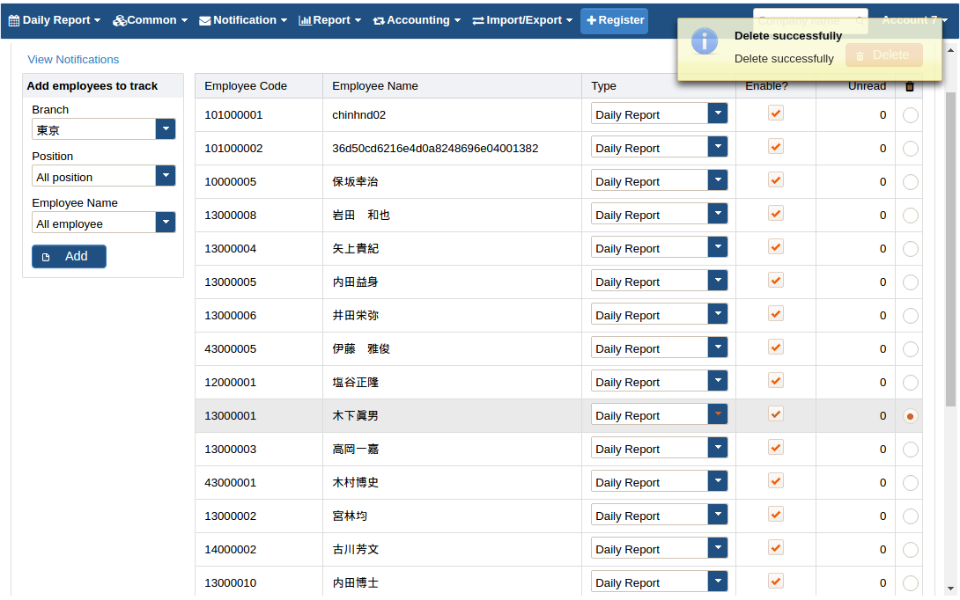 Daily Report Common Notification Report Accounting Import/Export Register Company name Account 7
Delete successfully
Delete successfully Delete
View Notifications
Add employees to track
Branch
東京
Position
All position
Employee Name
All employee
Add
Employee Code Employee Name Type Enable? Unread
101000001 chinhnd02 Daily Report 0
101000002 36d50cd6216e4d0a8248696e04001382 Daily Report 0
10000005 保坂幸治 Daily Report 0
13000008 岩田　和也 Daily Report 0
13000004 矢上貴紀 Daily Report 0
13000005 内田益身 Daily Report 0
13000006 井田栄弥 Daily Report 0
43000005 伊藤　雅俊 Daily Report 0
12000001 塩谷正隆 Daily Report 0
13000001 木下眞男 Daily Report 0
13000003 高岡一嘉 Daily Report 0
43000001 木村博史 Daily Report 0
13000002 宮林均 Daily Report 0
14000002 古川芳文 Daily Report 0
13000010 内田博士 Daily Report 0